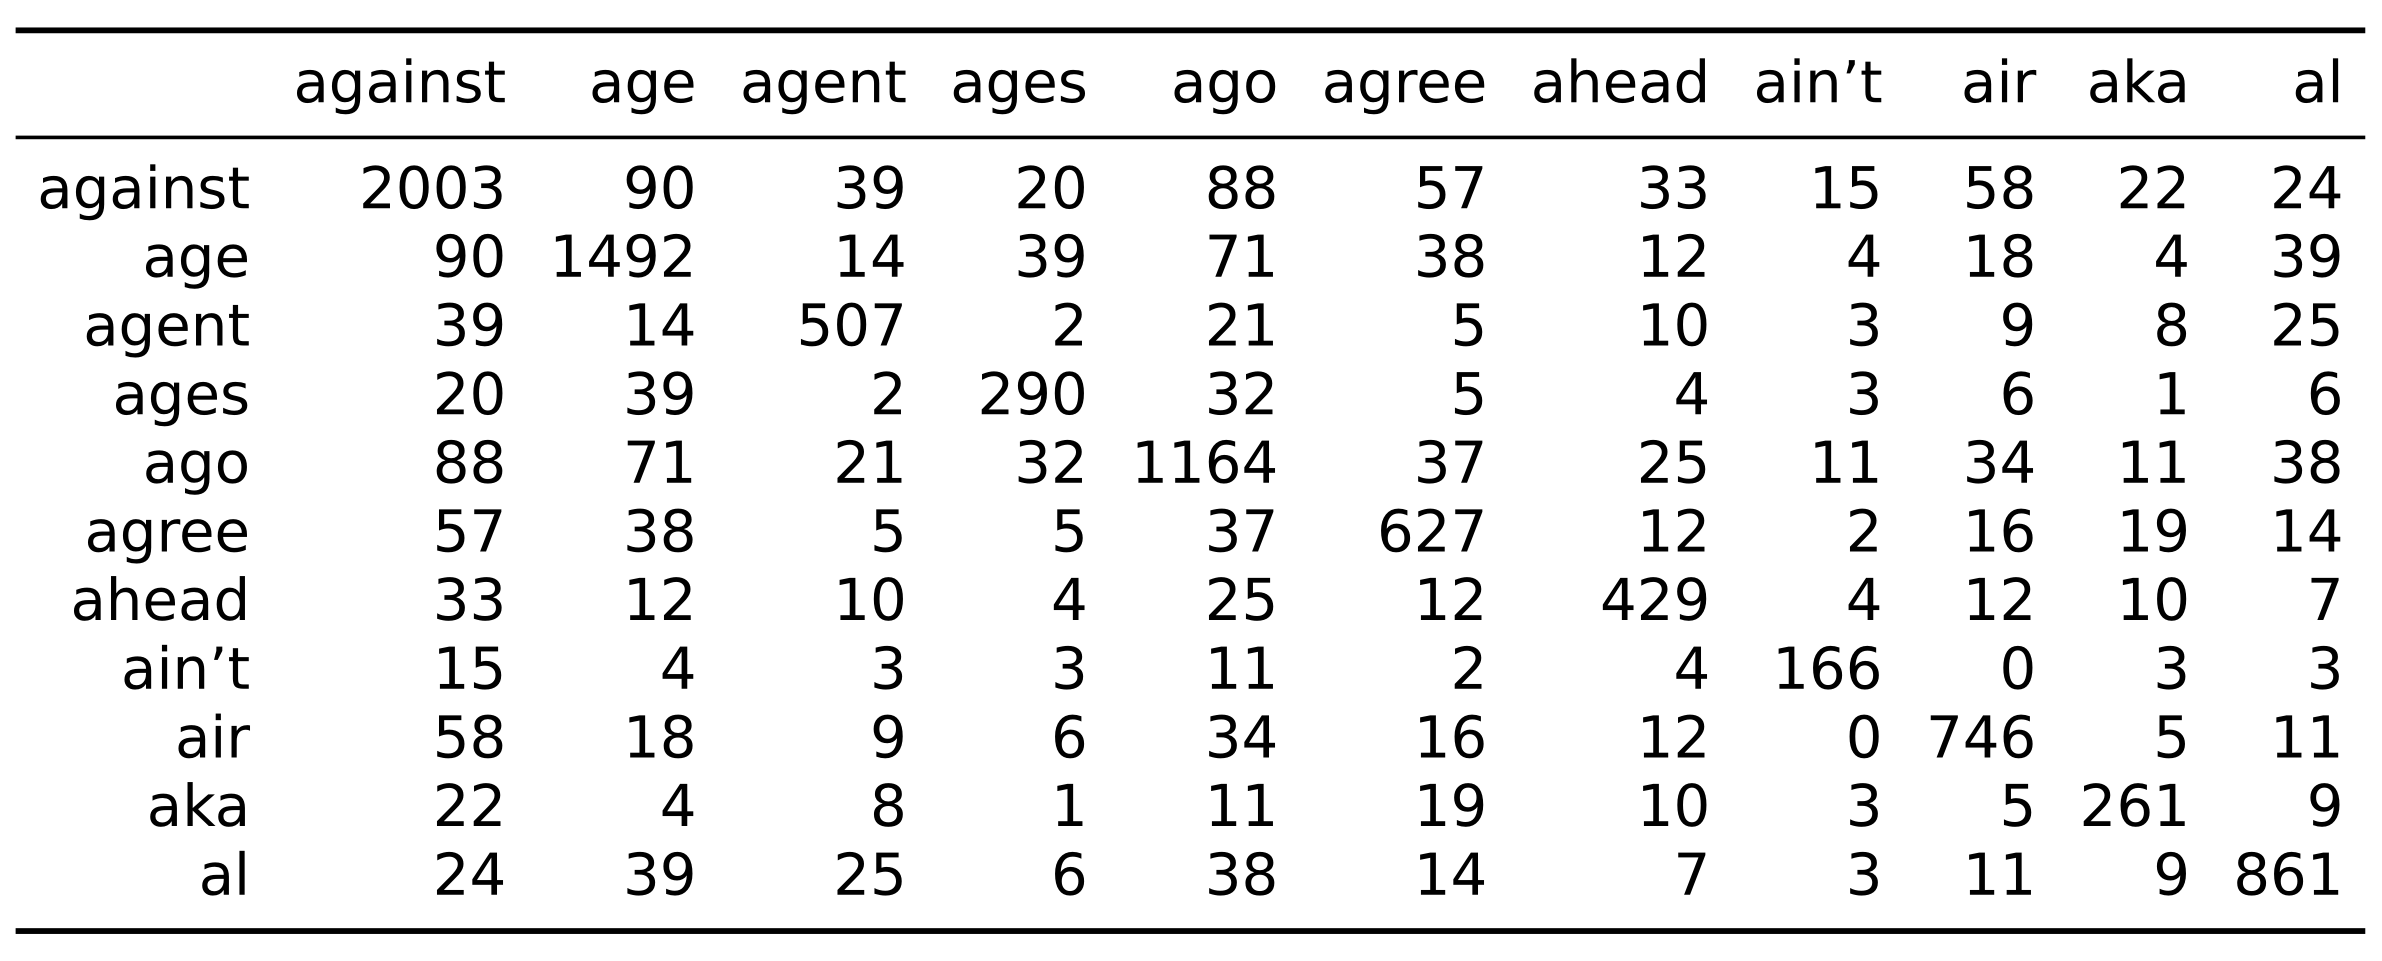 against age agent ages ago agree ahead ain’t air aka al
against 2003 90 39 20 88 57 33 15 58 22 24
age 90 1492 14 39 71 38 12 4 18 4 39
agent 39 14 507 2 21 5 10 3 9 8 25
ages 20 39 2 290 32 5 4 3 6 1 6
ago 88 71 21 32 1164 37 25 11 34 11 38
agree 57 38 5 5 37 627 12 2 16 19 14
ahead 33 12 10 4 25 12 429 4 12 10 7
ain’t 15 4 3 3 11 2 4 166 0 3 3
air 58 18 9 6 34 16 12 0 746 5 11
aka 22 4 8 1 11 19 10 3 5 261 9
al 24 39 25 6 38 14 7 3 11 9 861